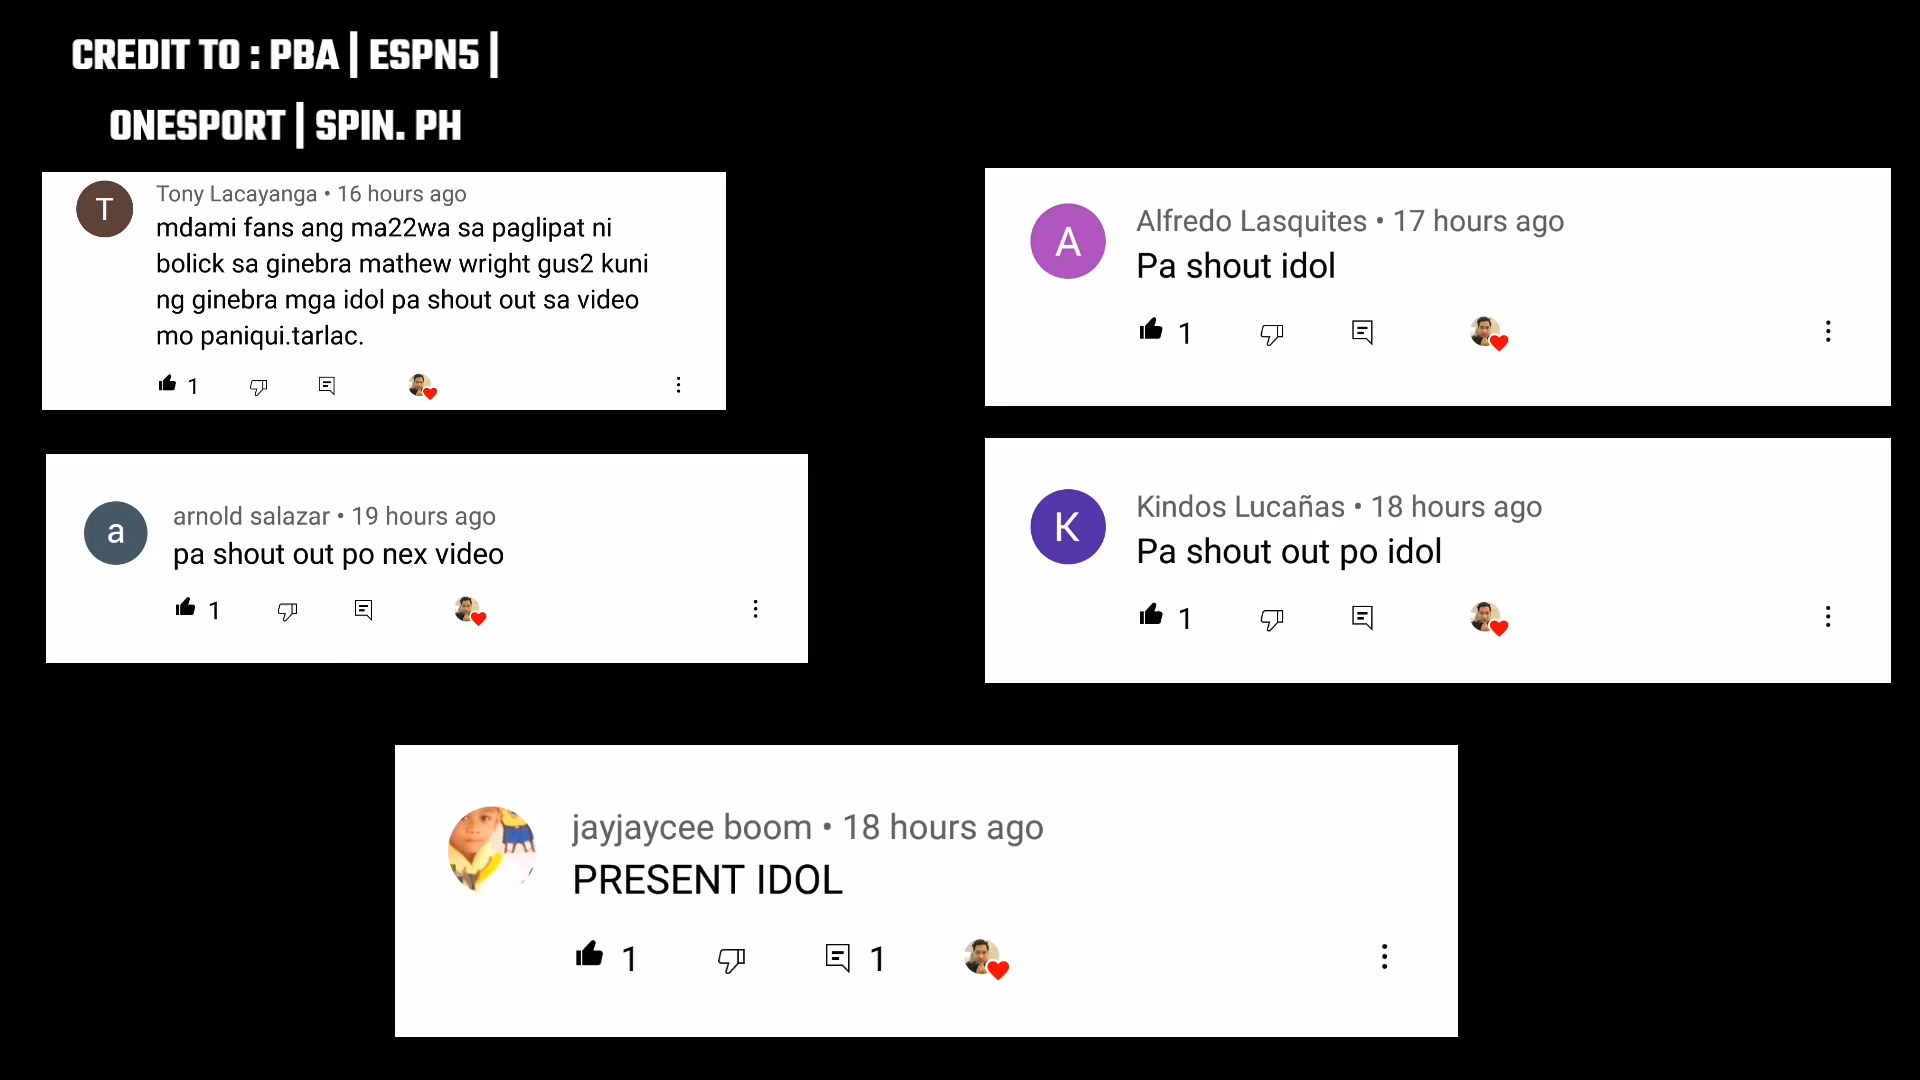 CREDIT TO : PBA | ESPN5 |
ONESPORT | SPIN. PH
T
Tony Lacayanga • 16 hours ago
mdami fans ang ma22wa sa paglipat ni
bolick sa ginebra mathew wright gus2 kuni
ng ginebra mga idol pa shout out sa video
mo paniqui.tarlac.
1
A
Alfredo Lasquites • 17 hours ago
Pa shout idol
1
a
arnold salazar • 19 hours ago
pa shout out po nex video
1
K
Kindos Lucañas • 18 hours ago
Pa shout out po idol
1
jayjaycee boom • 18 hours ago
PRESENT IDOL
1 1